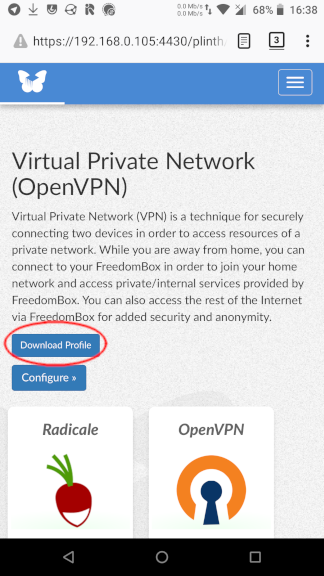 0.0 Mb/s
0.0 Mb/s
68% 16:38
https://192.168.0.105:4430/plinth
3
Virtual Private Network
(OpenVPN)
Virtual Private Network (VPN) is a technique for securely
connecting two devices in order to access resources of a
private network. While you are away from home, you can
connect to your FreedomBox in order to join your home
network and access private/internal services provided by
FreedomBox. You can also access the rest of the Internet
via FreedomBox for added security and anonymity.
Download Profile
Configure »
Radicale OpenVPN